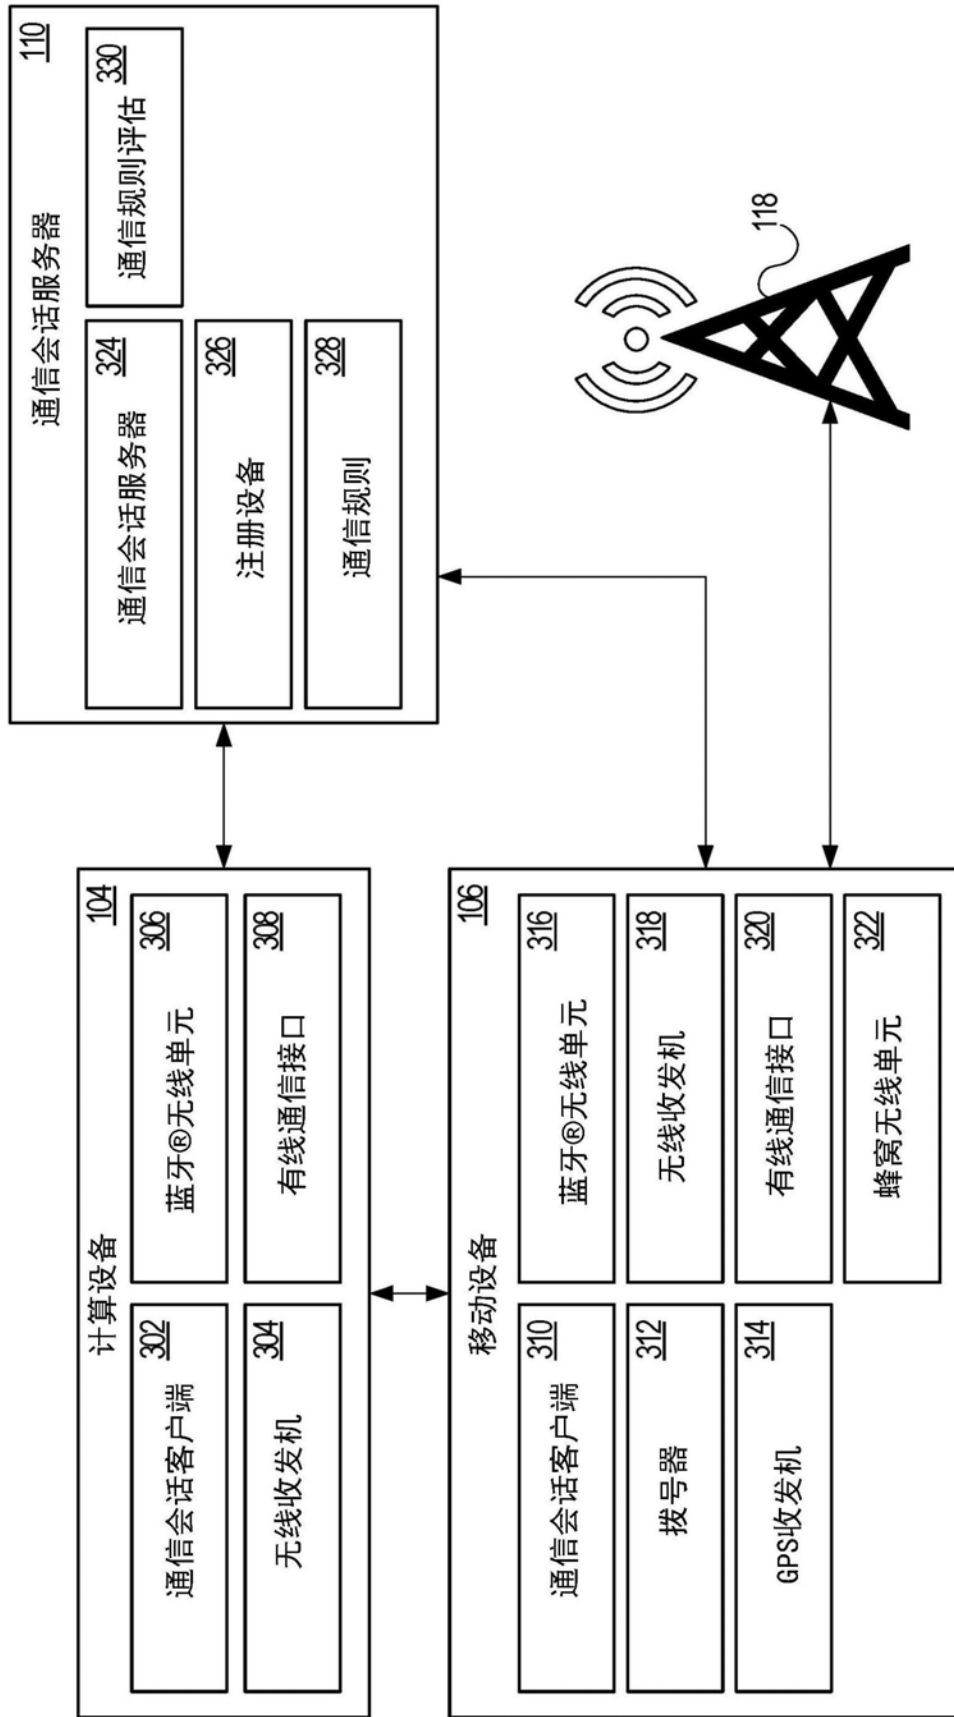 计算设备
104
通信会话客户端
302
蓝牙®无线单元
306
无线收发机
304
有线通信接口
308
移动设备
106
通信会话客户端
310
蓝牙®无线单元
316
拨号器
312
无线收发机
318
GPS收发机
314
有线通信接口
320
蜂窝无线单元
322
通信会话服务器
110
通信会话服务器
324
通信规则评估
330
注册设备
326
通信规则
328
118